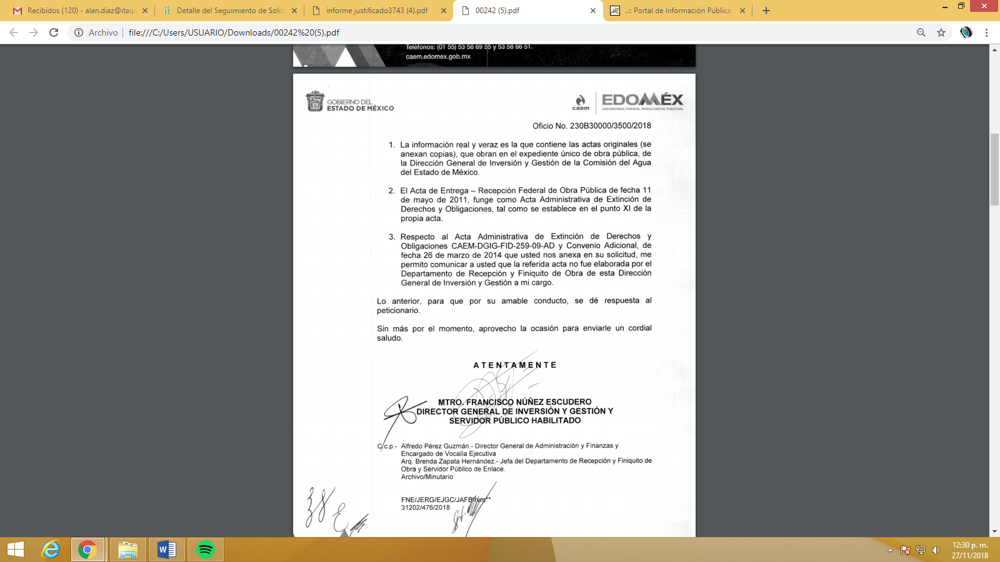 Recibidos (120) - alan.diaz@itaip
Detalle del Seguimiento de Solic
informe justificado3743 (4).pdf
00242 (5).pdf
..:: Portal de Información Pública
Archivo
file:///C:/Users/USUARIO/Downloads/00242%20(5).pdf
Teléfonos: (01 55) 53 58 69 55 y 53 58 66 51.
caem.edomex.gob.mx
GOBIERNO DEL
ESTADO DE MÉXICO
caem
EDOMÉX
DECISIONES FIRMES, RESULTADOS FUERTES.
Oficio No. 230B30000/3500/2018
1. La información real y veraz es la que contiene las actas originales (se
anexan copias), que obran en el expediente único de obra pública, de
la Dirección General de Inversión y Gestión de la Comisión del Agua
del Estado de México.
2. El Acta de Entrega – Recepción Federal de Obra Pública de fecha 11
de mayo de 2011, funge como Acta Administrativa de Extinción de
Derechos y Obligaciones, tal como se establece en el punto XI de la
propia acta.
3. Respecto al Acta Administrativa de Extinción de Derechos y
Obligaciones CAEM-DGIG-FID-259-09-AD y Convenio Adicional, de
fecha 26 de marzo de 2014 que usted nos anexa en su solicitud, me
permito comunicar a usted que la referida acta no fue elaborada por el
Departamento de Recepción y Finiquito de Obra de esta Dirección
General de Inversión y Gestión a mi cargo.
Lo anterior, para que por su amable conducto, se dé respuesta al
peticionario.
Sin más por el momento, aprovecho la ocasión para enviarle un cordial
saludo.
A T E N T A M E N T E
MTRO. FRANCISCO NÚÑEZ ESCUDERO
DIRECTOR GENERAL DE INVERSIÓN Y GESTIÓN Y
SERVIDOR PÚBLICO HABILITADO
C.c.p.- Alfredo Pérez Guzmán.- Director General de Administración y Finanzas y
Encargado de Vocalía Ejecutiva
Arq. Brenda Zapata Hernández.- Jefa del Departamento de Recepción y Finiquito de
Obra y Servidor Público de Enlace.
Archivo/Minutario
FNE/JERG/EJGC/JAFB
31202/476/2018
12:30 p. m.
27/11/2018